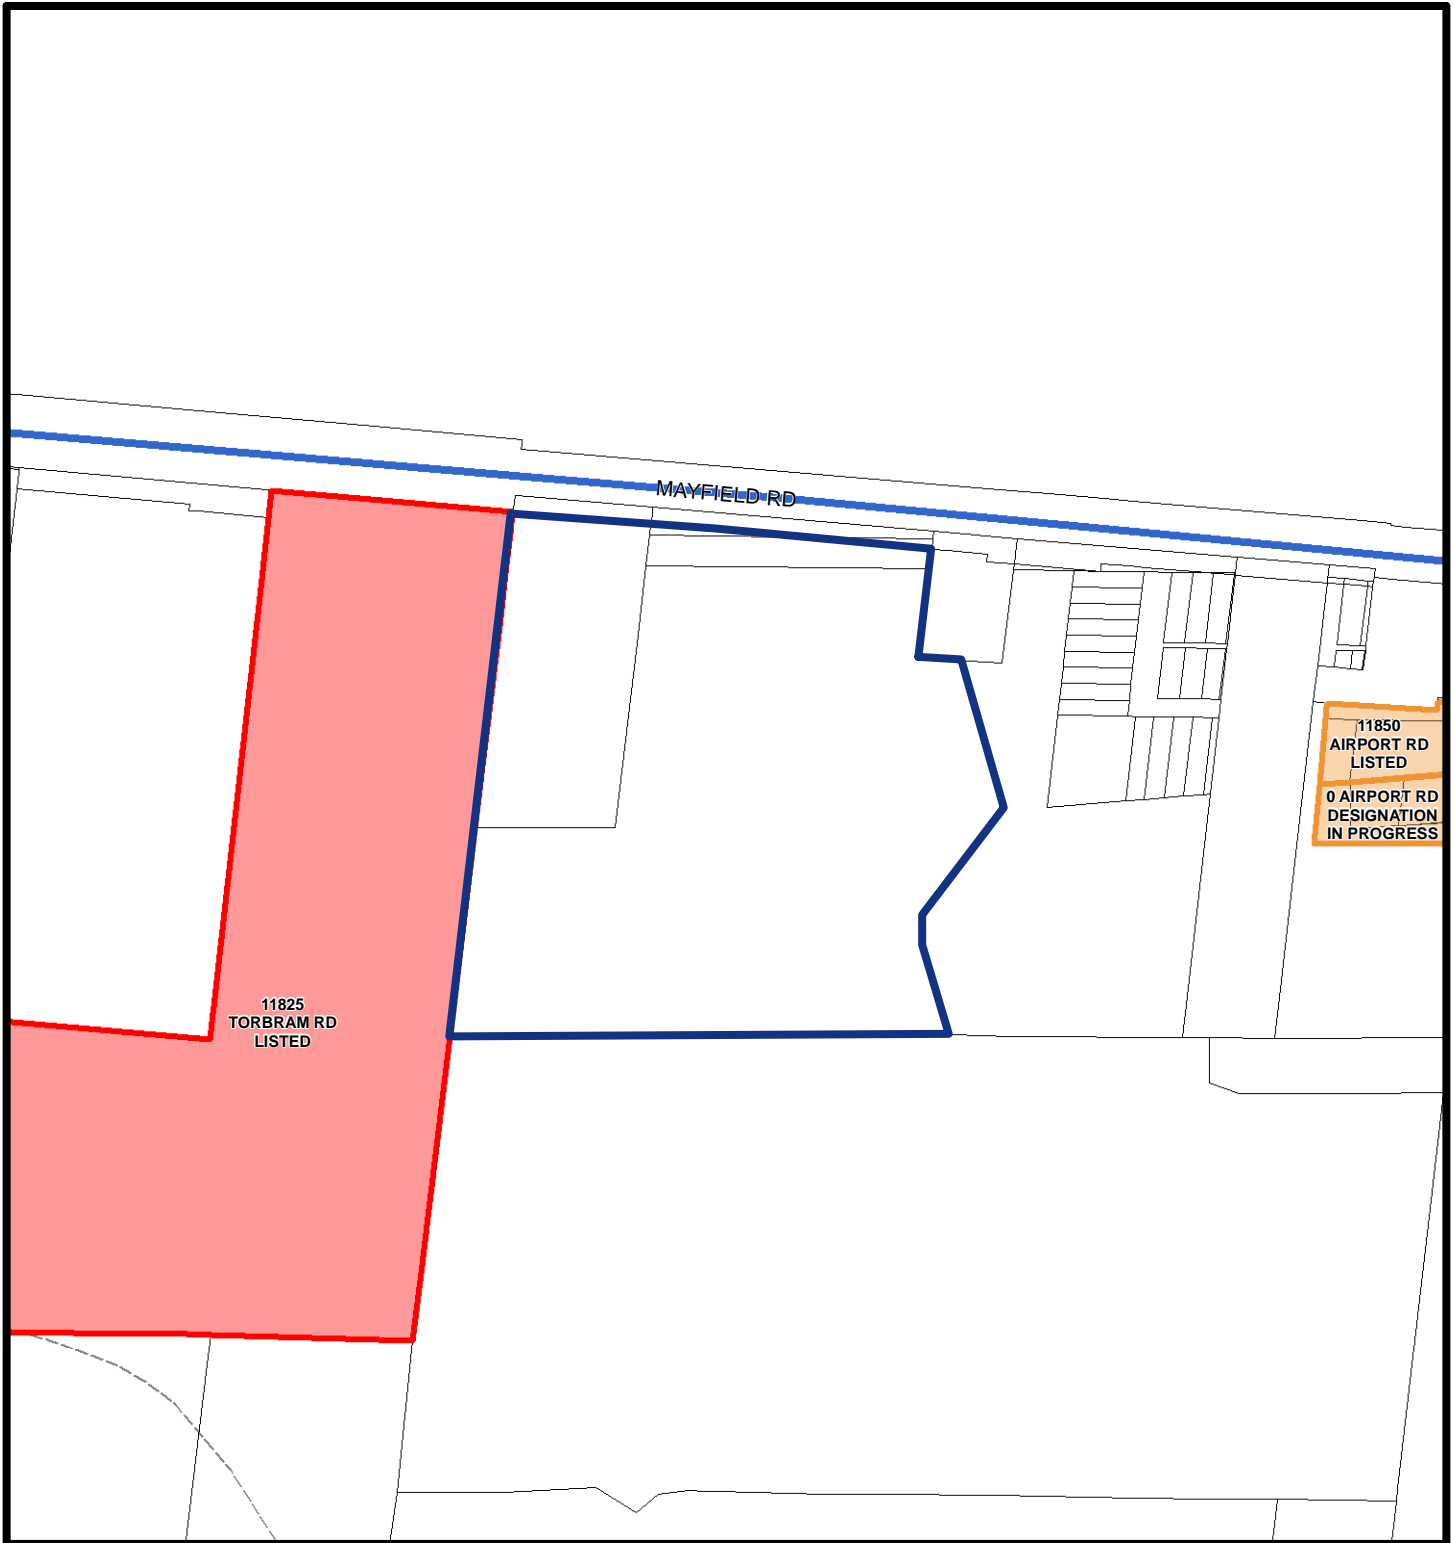 MAYFIELD RD
11850
AIRPORT RD
LISTED
0 AIRPORT RD
DESIGNATION
IN PROGRESS
11825
TORBRAM RD
LISTED